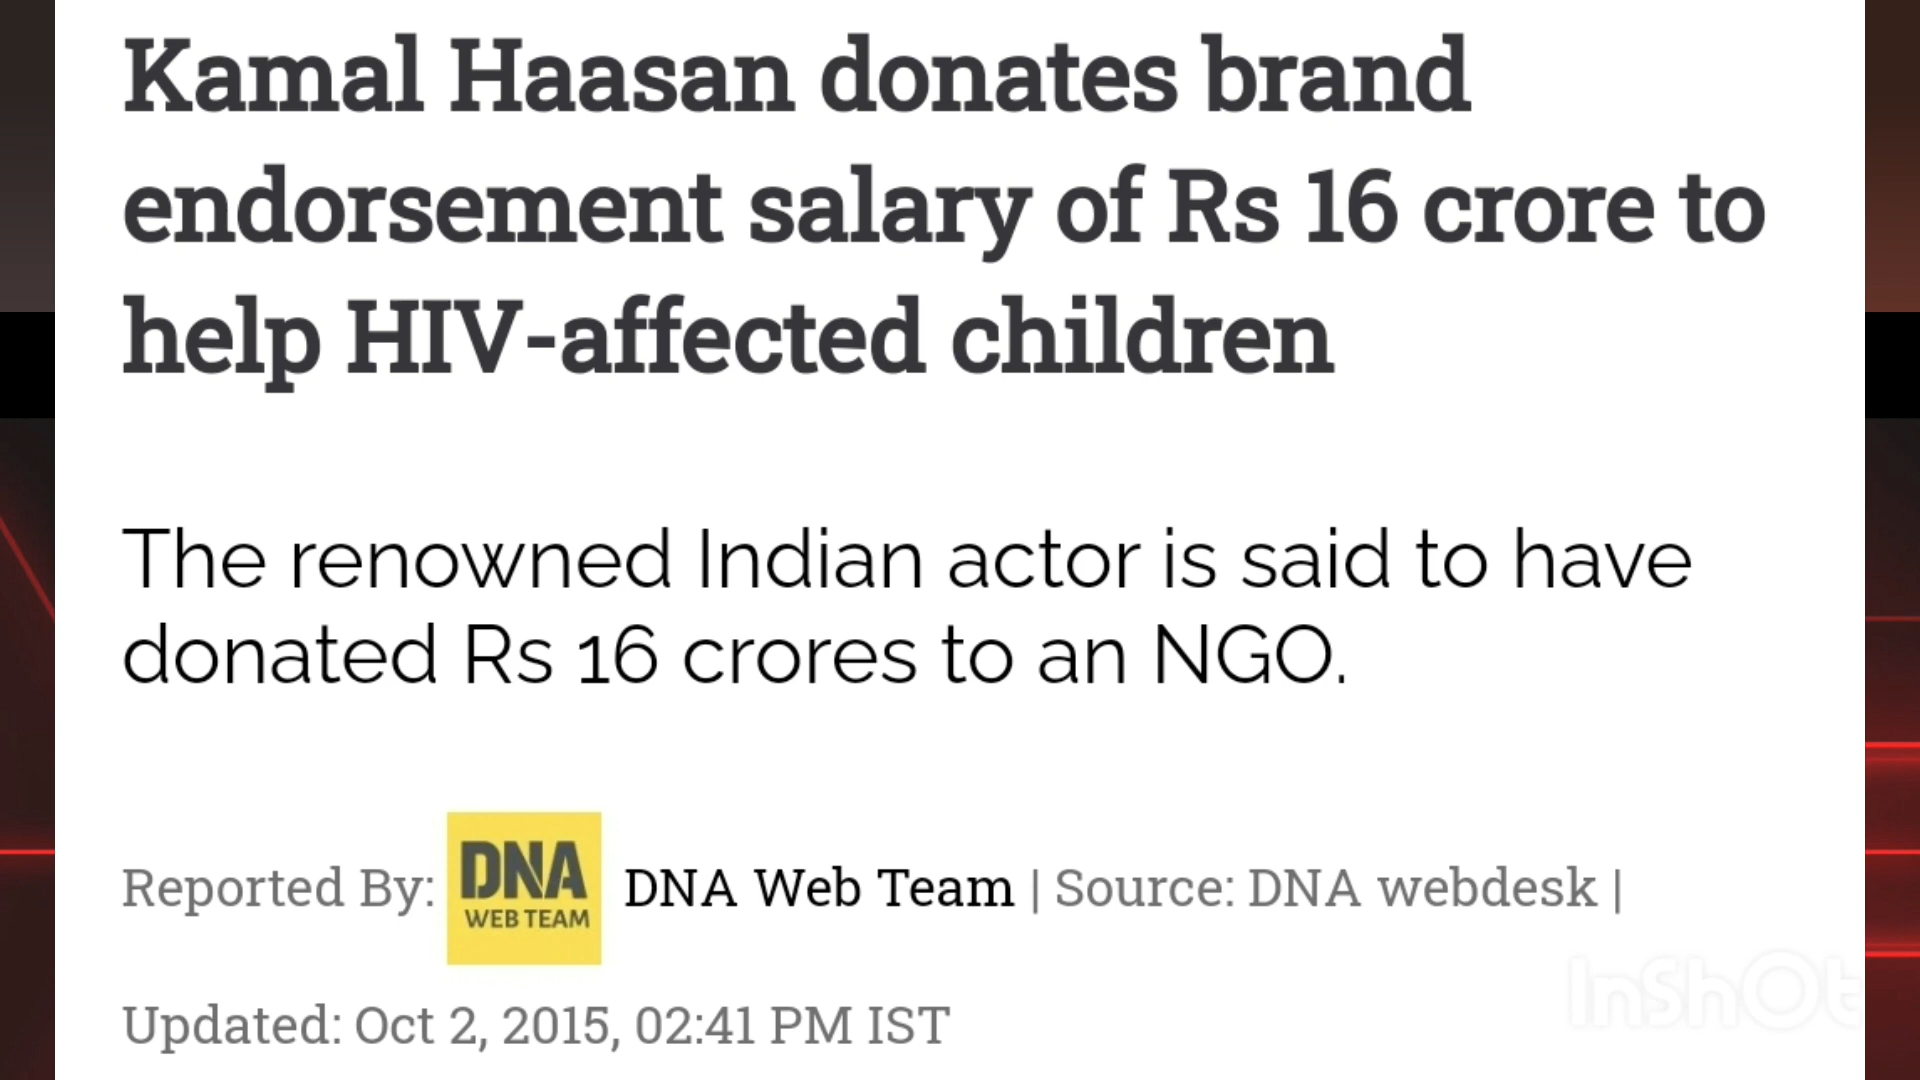 Kamal Haasan donates brand
endorsement salary of Rs 16 crore to
help HIV-affected children
The renowned Indian actor is said to have
donated Rs 16 crores to an NGO.
Reported By: DNA WEB TEAM DNA Web Team | Source: DNA webdesk |
Updated: Oct 2, 2015, 02:41 PM IST
InShOt